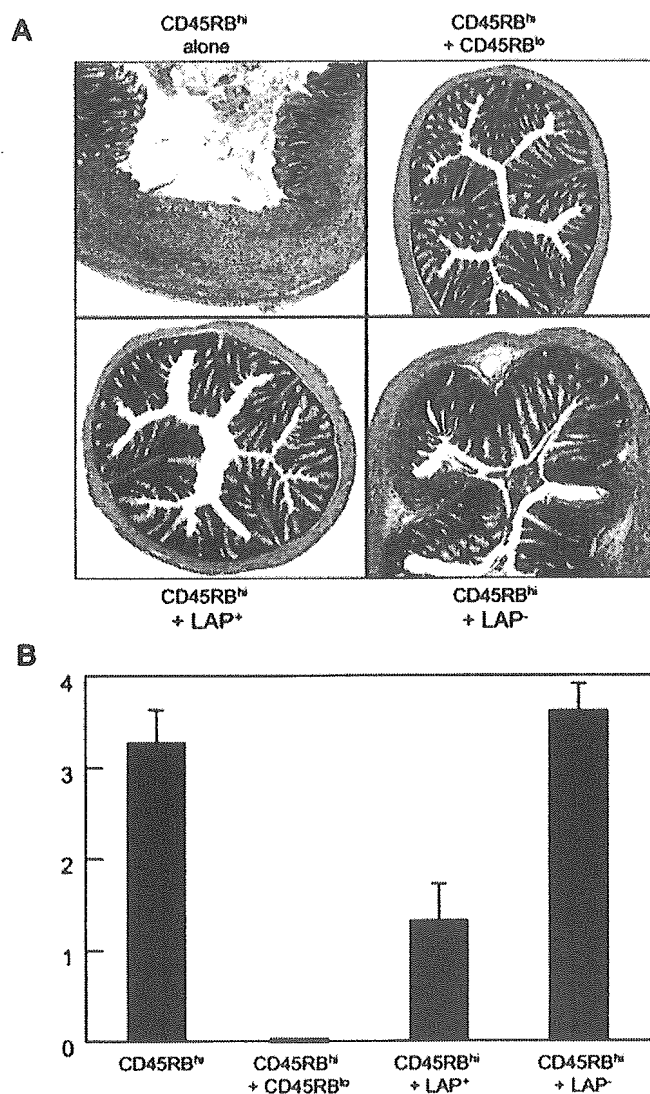 A
CD45RBhi
alone
CD45RBhi
+ CD45RBlo
CD45RBhi
+ LAP+
CD45RBhi
+ LAP-
B
4
3
2
1
0
CD45RBhi
CD45RBhi
+ CD45RBlo
CD45RBhi
+ LAP+
CD45RBhi
+ LAP-